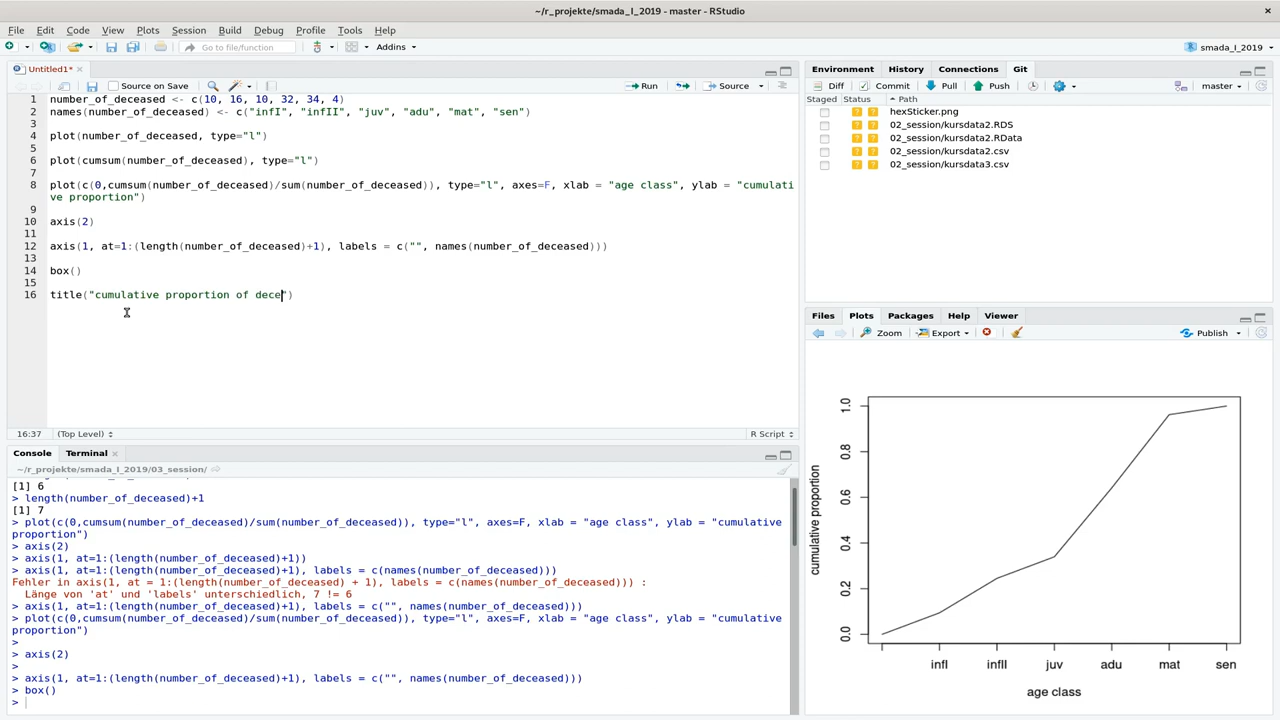 ~/r_projekte/smada_I_2019 - master - RStudio
File Edit Code View Plots Session Build Debug Profile Tools Help
Go to file/function Addins smada_I_2019
Untitled1*
Source on Save Run Source
1 number_of_deceased <- c(10, 16, 10, 32, 34, 4)
2 names(number_of_deceased) <- c("infI", "infII", "juv", "adu", "mat", "sen")
3
4 plot(number_of_deceased, type="l")
5
6 plot(cumsum(number_of_deceased), type="l")
7
8 plot(c(0,cumsum(number_of_deceased)/sum(number_of_deceased)), type="l", axes=F, xlab = "age class", ylab = "cumulati
ve proportion")
9
10 axis(2)
11
12 axis(1, at=1:(length(number_of_deceased)+1), labels = c("", names(number_of_deceased)))
13
14 box()
15
16 title("cumulative proportion of dece")
16:37 (Top Level) R Script
Console Terminal
~/r_projekte/smada_I_2019/03_session/
[1] 6
> length(number_of_deceased)+1
[1] 7
> plot(c(0,cumsum(number_of_deceased)/sum(number_of_deceased)), type="l", axes=F, xlab = "age class", ylab = "cumulative
proportion")
> axis(2)
> axis(1, at=1:(length(number_of_deceased)+1))
> axis(1, at=1:(length(number_of_deceased)+1), labels = c(names(number_of_deceased)))
Fehler in axis(1, at = 1:(length(number_of_deceased) + 1), labels = c(names(number_of_deceased))) :
Länge von 'at' und 'labels' unterschiedlich, 7 != 6
> axis(1, at=1:(length(number_of_deceased)+1), labels = c("", names(number_of_deceased)))
> plot(c(0,cumsum(number_of_deceased)/sum(number_of_deceased)), type="l", axes=F, xlab = "age class", ylab = "cumulative
proportion")
>
> axis(2)
>
> axis(1, at=1:(length(number_of_deceased)+1), labels = c("", names(number_of_deceased)))
> box()
>
Environment History Connections Git
Diff Commit Pull Push master
Staged Status Path
hexSticker.png
02_session/kursdata2.RDS
02_session/kursdata2.RData
02_session/kursdata2.csv
02_session/kursdata3.csv
Files Plots Packages Help Viewer
Zoom Export Publish
cumulative proportion
1.0
0.8
0.6
0.4
0.2
0.0
infI infII juv adu mat sen
age class